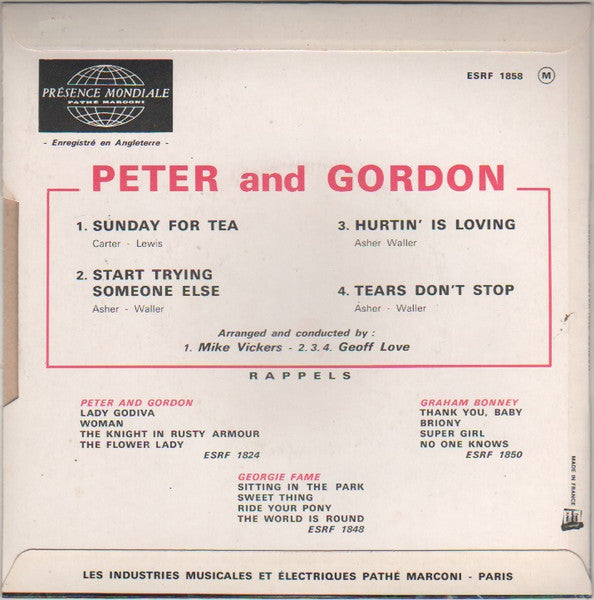 ESRF 1858 M
PRÉSENCE MONDIALE
PATHÉ MARCONI
- Enregistré en Angleterre -
PETER and GORDON
1. SUNDAY FOR TEA
Carter - Lewis
2. START TRYING
SOMEONE ELSE
Asher - Waller
3. HURTIN' IS LOVING
Asher Waller
4. TEARS DON'T STOP
Asher - Waller
Arranged and conducted by :
1. Mike Vickers - 2. 3. 4. Geoff Love
RAPPELS
PETER AND GORDON
LADY GODIVA
WOMAN
THE KNIGHT IN RUSTY ARMOUR
THE FLOWER LADY
ESRF 1824
GRAHAM BONNEY
THANK YOU, BABY
BRIONY
SUPER GIRL
NO ONE KNOWS
ESRF 1850
GEORGIE FAME
SITTING IN THE PARK
SWEET THING
RIDE YOUR PONY
THE WORLD IS ROUND
ESRF 1848
MADE IN FRANCE
LES INDUSTRIES MUSICALES ET ÉLECTRIQUES PATHÉ MARCONI - PARIS